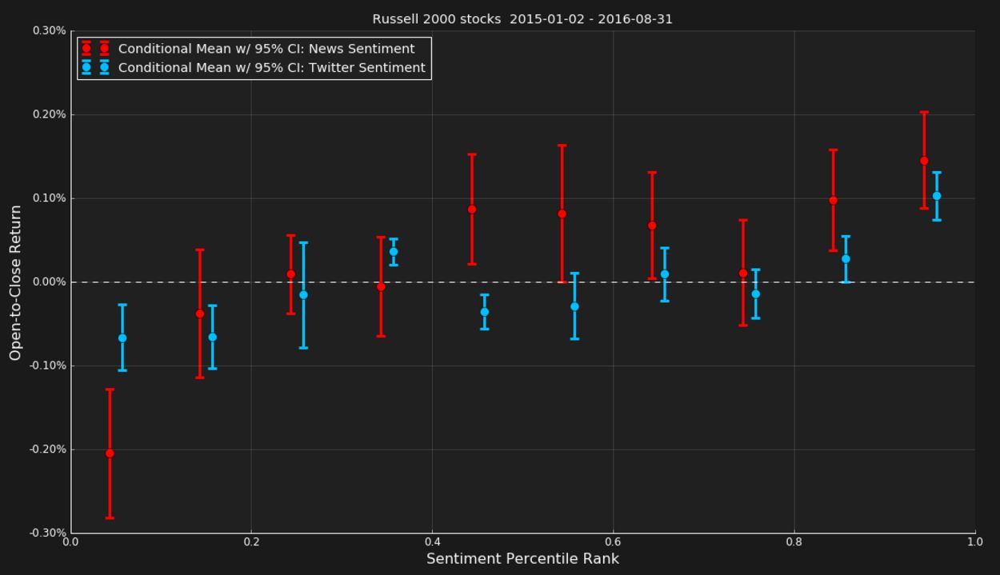 Russell 2000 stocks  2015-01-02 - 2016-08-31
Conditional Mean w/ 95% CI: News Sentiment
Conditional Mean w/ 95% CI: Twitter Sentiment
0.30%
0.20%
0.10%
0.00%
-0.10%
-0.20%
-0.30%
Open-to-Close Return
0.0 0.2 0.4 0.6 0.8 1.0
Sentiment Percentile Rank